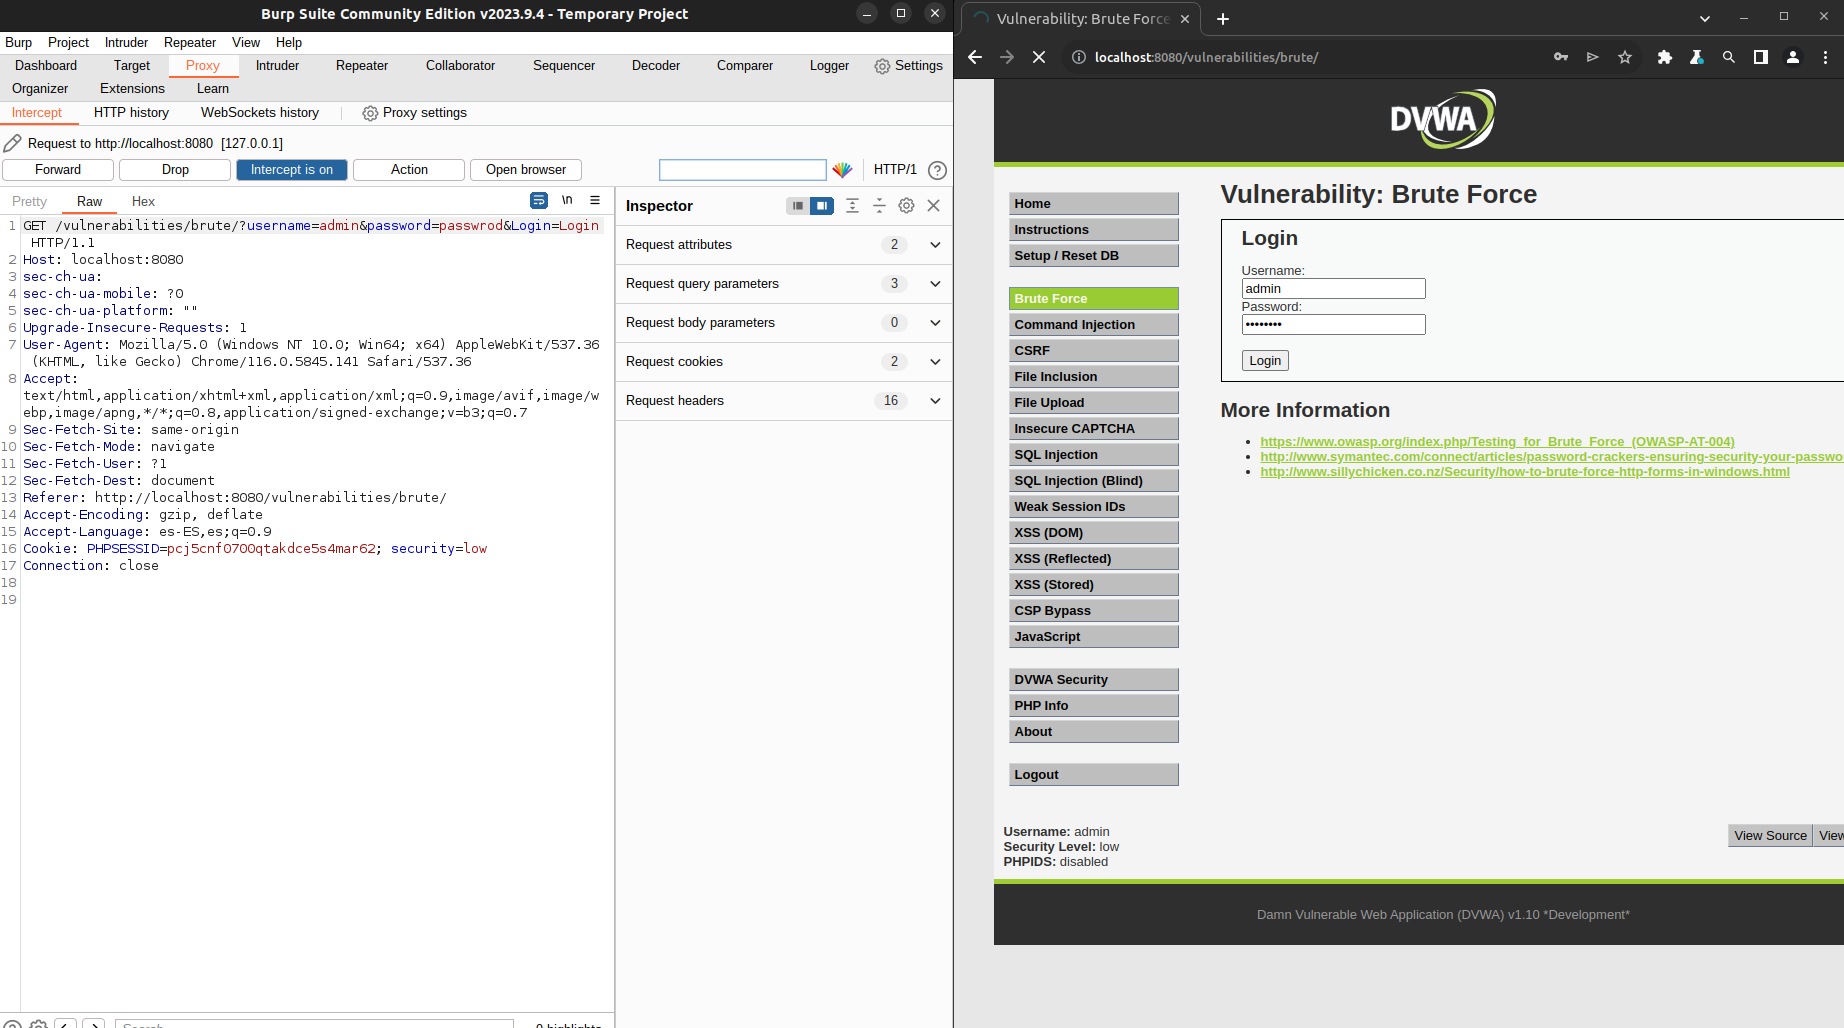 Burp Suite Community Edition v2023.9.4 - Temporary Project
Burp Project Intruder Repeater View Help
Dashboard Target Proxy Intruder Repeater Collaborator Sequencer Decoder Comparer Logger Settings
Organizer Extensions Learn
Intercept HTTP history WebSockets history Proxy settings
Request to http://localhost:8080 [127.0.0.1]
Forward Drop Intercept is on Action Open browser HTTP/1 ?
Pretty Raw Hex \n
1 GET /vulnerabilities/brute/?username=admin&password=passwrod&Login=Login
HTTP/1.1
2 Host: localhost:8080
3 sec-ch-ua:
4 sec-ch-ua-mobile: ?0
5 sec-ch-ua-platform: ""
6 Upgrade-Insecure-Requests: 1
7 User-Agent: Mozilla/5.0 (Windows NT 10.0; Win64; x64) AppleWebKit/537.36
(KHTML, like Gecko) Chrome/116.0.5845.141 Safari/537.36
8 Accept:
text/html,application/xhtml+xml,application/xml;q=0.9,image/avif,image/w
ebp,image/apng,*/*;q=0.8,application/signed-exchange;v=b3;q=0.7
9 Sec-Fetch-Site: same-origin
10 Sec-Fetch-Mode: navigate
11 Sec-Fetch-User: ?1
12 Sec-Fetch-Dest: document
13 Referer: http://localhost:8080/vulnerabilities/brute/
14 Accept-Encoding: gzip, deflate
15 Accept-Language: es-ES,es;q=0.9
16 Cookie: PHPSESSID=pcj5cnf0700qtakdce5s4mar62; security=low
17 Connection: close
18
19
Search... 0 highlights
Inspector
Request attributes 2
Request query parameters 3
Request body parameters 0
Request cookies 2
Request headers 16
Vulnerability: Brute Force
localhost:8080/vulnerabilities/brute/
DVWA
Home
Instructions
Setup / Reset DB
Brute Force
Command Injection
CSRF
File Inclusion
File Upload
Insecure CAPTCHA
SQL Injection
SQL Injection (Blind)
Weak Session IDs
XSS (DOM)
XSS (Reflected)
XSS (Stored)
CSP Bypass
JavaScript
DVWA Security
PHP Info
About
Logout
Vulnerability: Brute Force
Login
Username:
admin
Password:
••••••••
Login
More Information
• https://www.owasp.org/index.php/Testing_for_Brute_Force_(OWASP-AT-004)
• http://www.symantec.com/connect/articles/password-crackers-ensuring-security-your-passwo
• http://www.sillychicken.co.nz/Security/how-to-brute-force-http-forms-in-windows.html
Username: admin
Security Level: low
PHPIDS: disabled
View Source View
Damn Vulnerable Web Application (DVWA) v1.10 *Development*